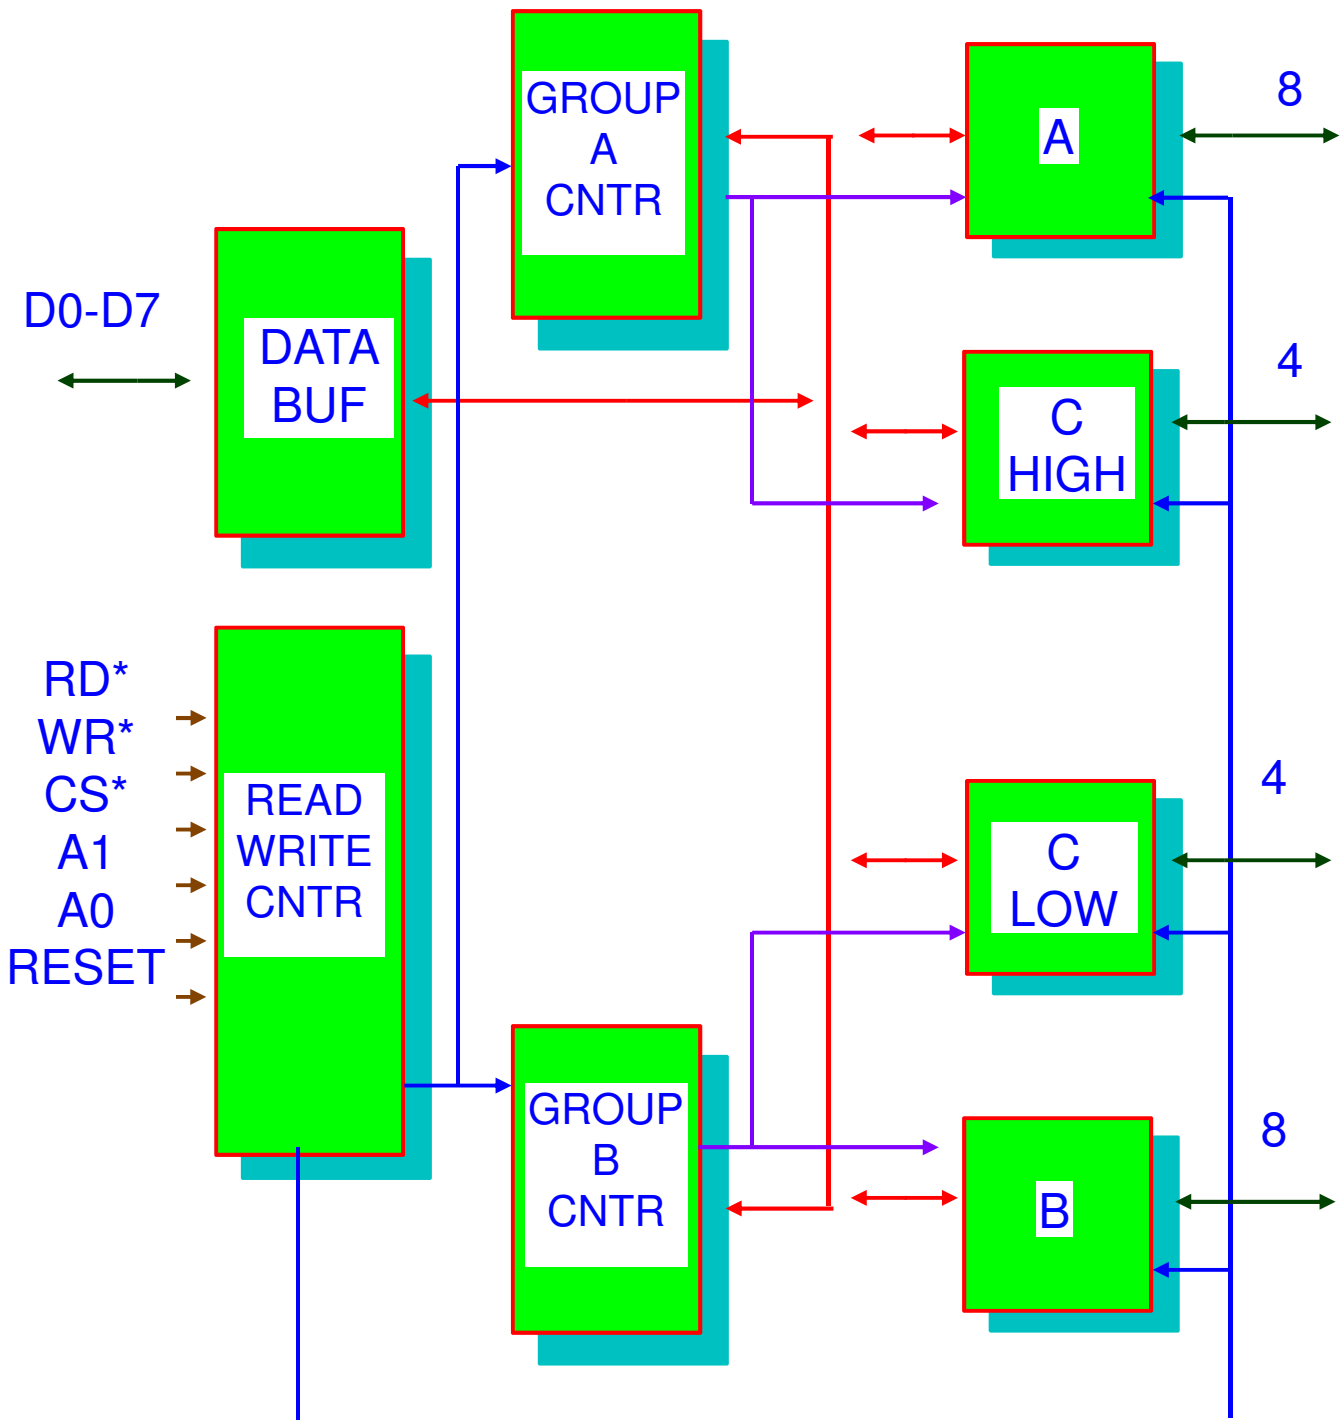 GROUP
A
CNTR
A
8
D0-D7
DATA
BUF
C
HIGH
4
RD*
WR*
CS*
A1
A0
RESET
READ
WRITE
CNTR
C
LOW
4
GROUP
B
CNTR
B
8